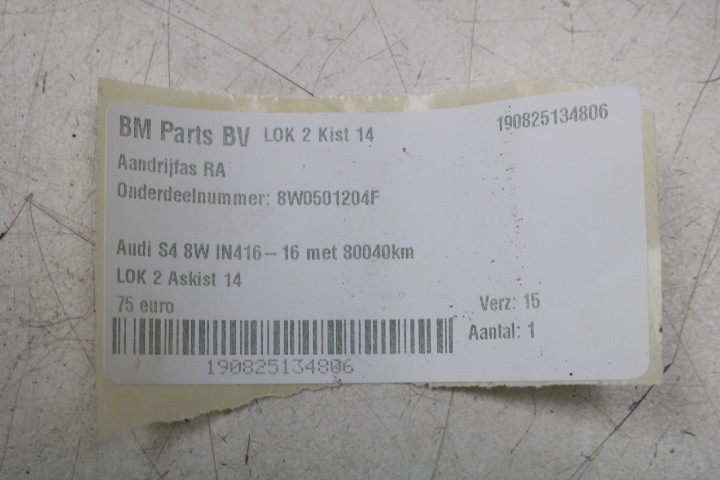 BM Parts BV LOK 2 Kist 14 190825134806
Aandrijfas RA
Onderdeelnummer: 8W0501204F
Audi S4 8W IN416 – 16 met 80040km
LOK 2 Askist 14
75 euro Verz: 15
Aantal: 1
190825134806